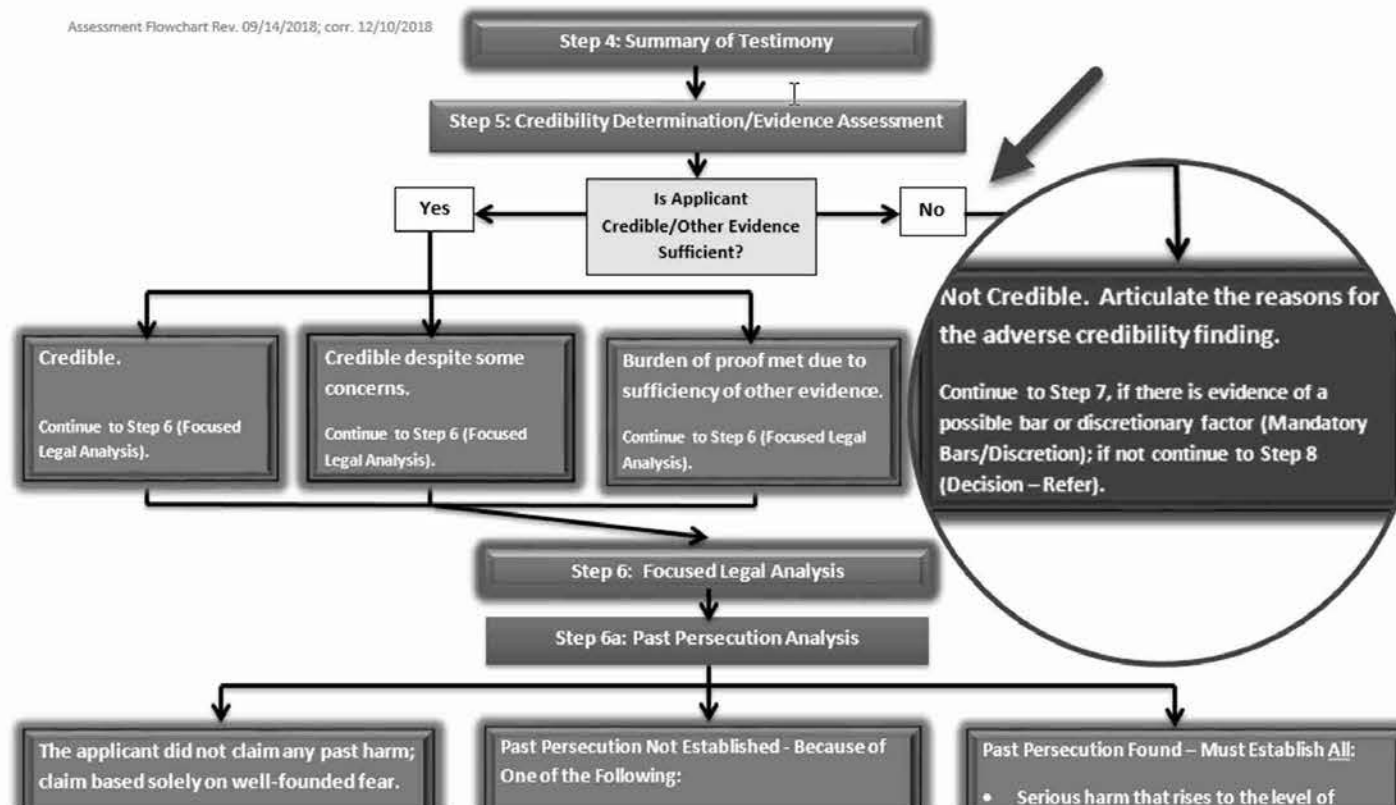 Assessment Flowchart Rev. 09/14/2018; corr. 12/10/2018
Step 4: Summary of Testimony
Step 5: Credibility Determination/Evidence Assessment
Is Applicant
Credible/Other Evidence
Sufficient?
Yes
No
Credible.
Continue to Step 6 (Focused
Legal Analysis).
Credible despite some
concerns.
Continue to Step 6 (Focused
Legal Analysis).
Burden of proof met due to
sufficiency of other evidence.
Continue to Step 6 (Focused Legal
Analysis).
Not Credible. Articulate the reasons for
the adverse credibility finding.
Continue to Step 7, if there is evidence of a
possible bar or discretionary factor (Mandatory
Bars/Discretion); if not continue to Step 8
(Decision – Refer).
Step 6: Focused Legal Analysis
Step 6a: Past Persecution Analysis
The applicant did not claim any past harm;
claim based solely on well-founded fear.
Past Persecution Not Established - Because of
One of the Following:
Past Persecution Found – Must Establish All:
• Serious harm that rises to the level of